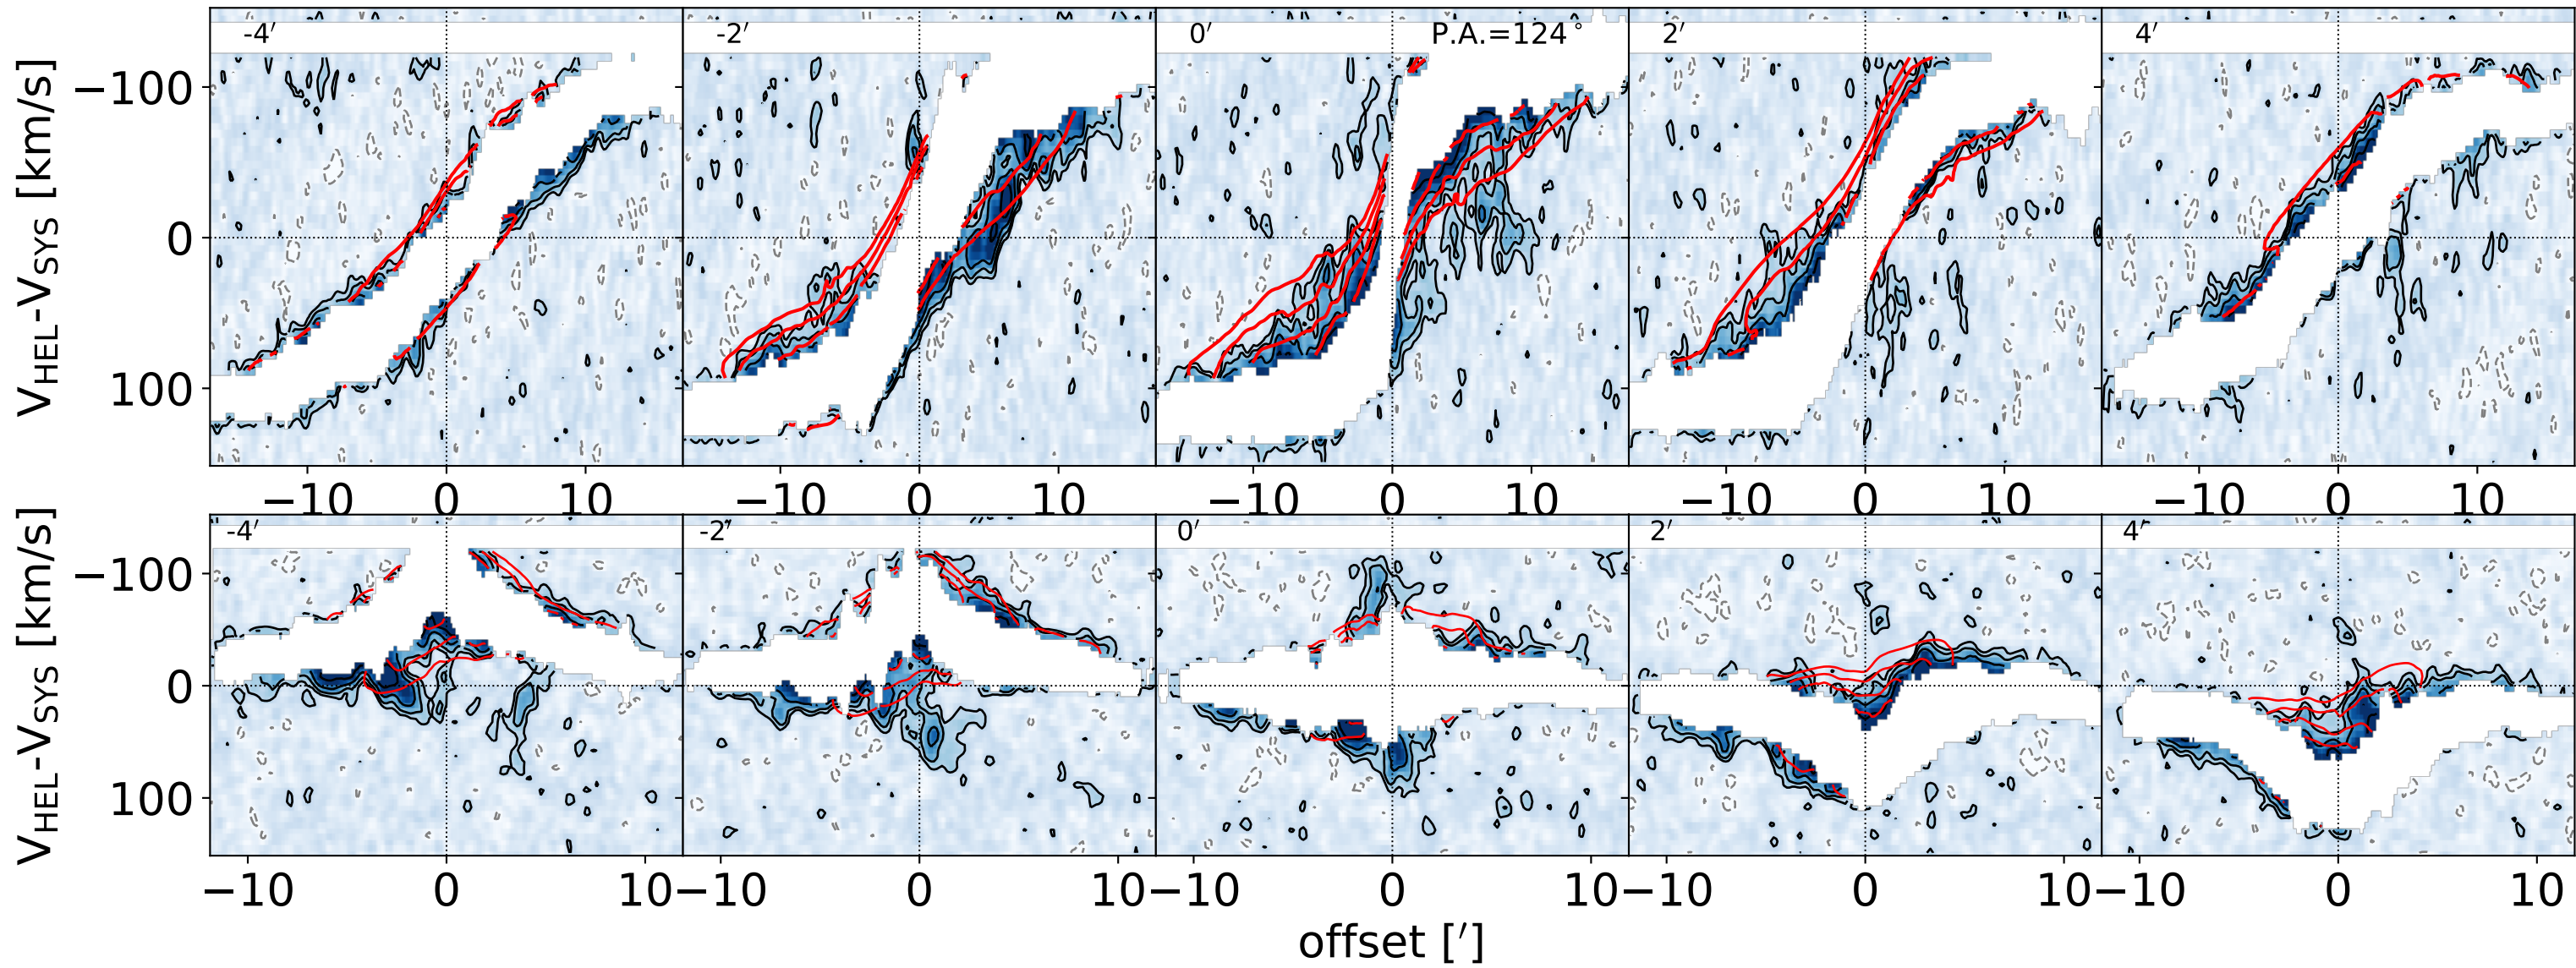 -4′ -2′ 0′ P.A.=124° 2′ 4′
V_HEL-V_SYS [km/s]
−100
0
100
−10 0 10 −10 0 10 −10 0 10 −10 0 10 −10 0 10
-4′ -2′ 0′ 2′ 4′
V_HEL-V_SYS [km/s]
−100
0
100
−10 0 10 −10 0 10 −10 0 10 −10 0 10 −10 0 10
offset [′]